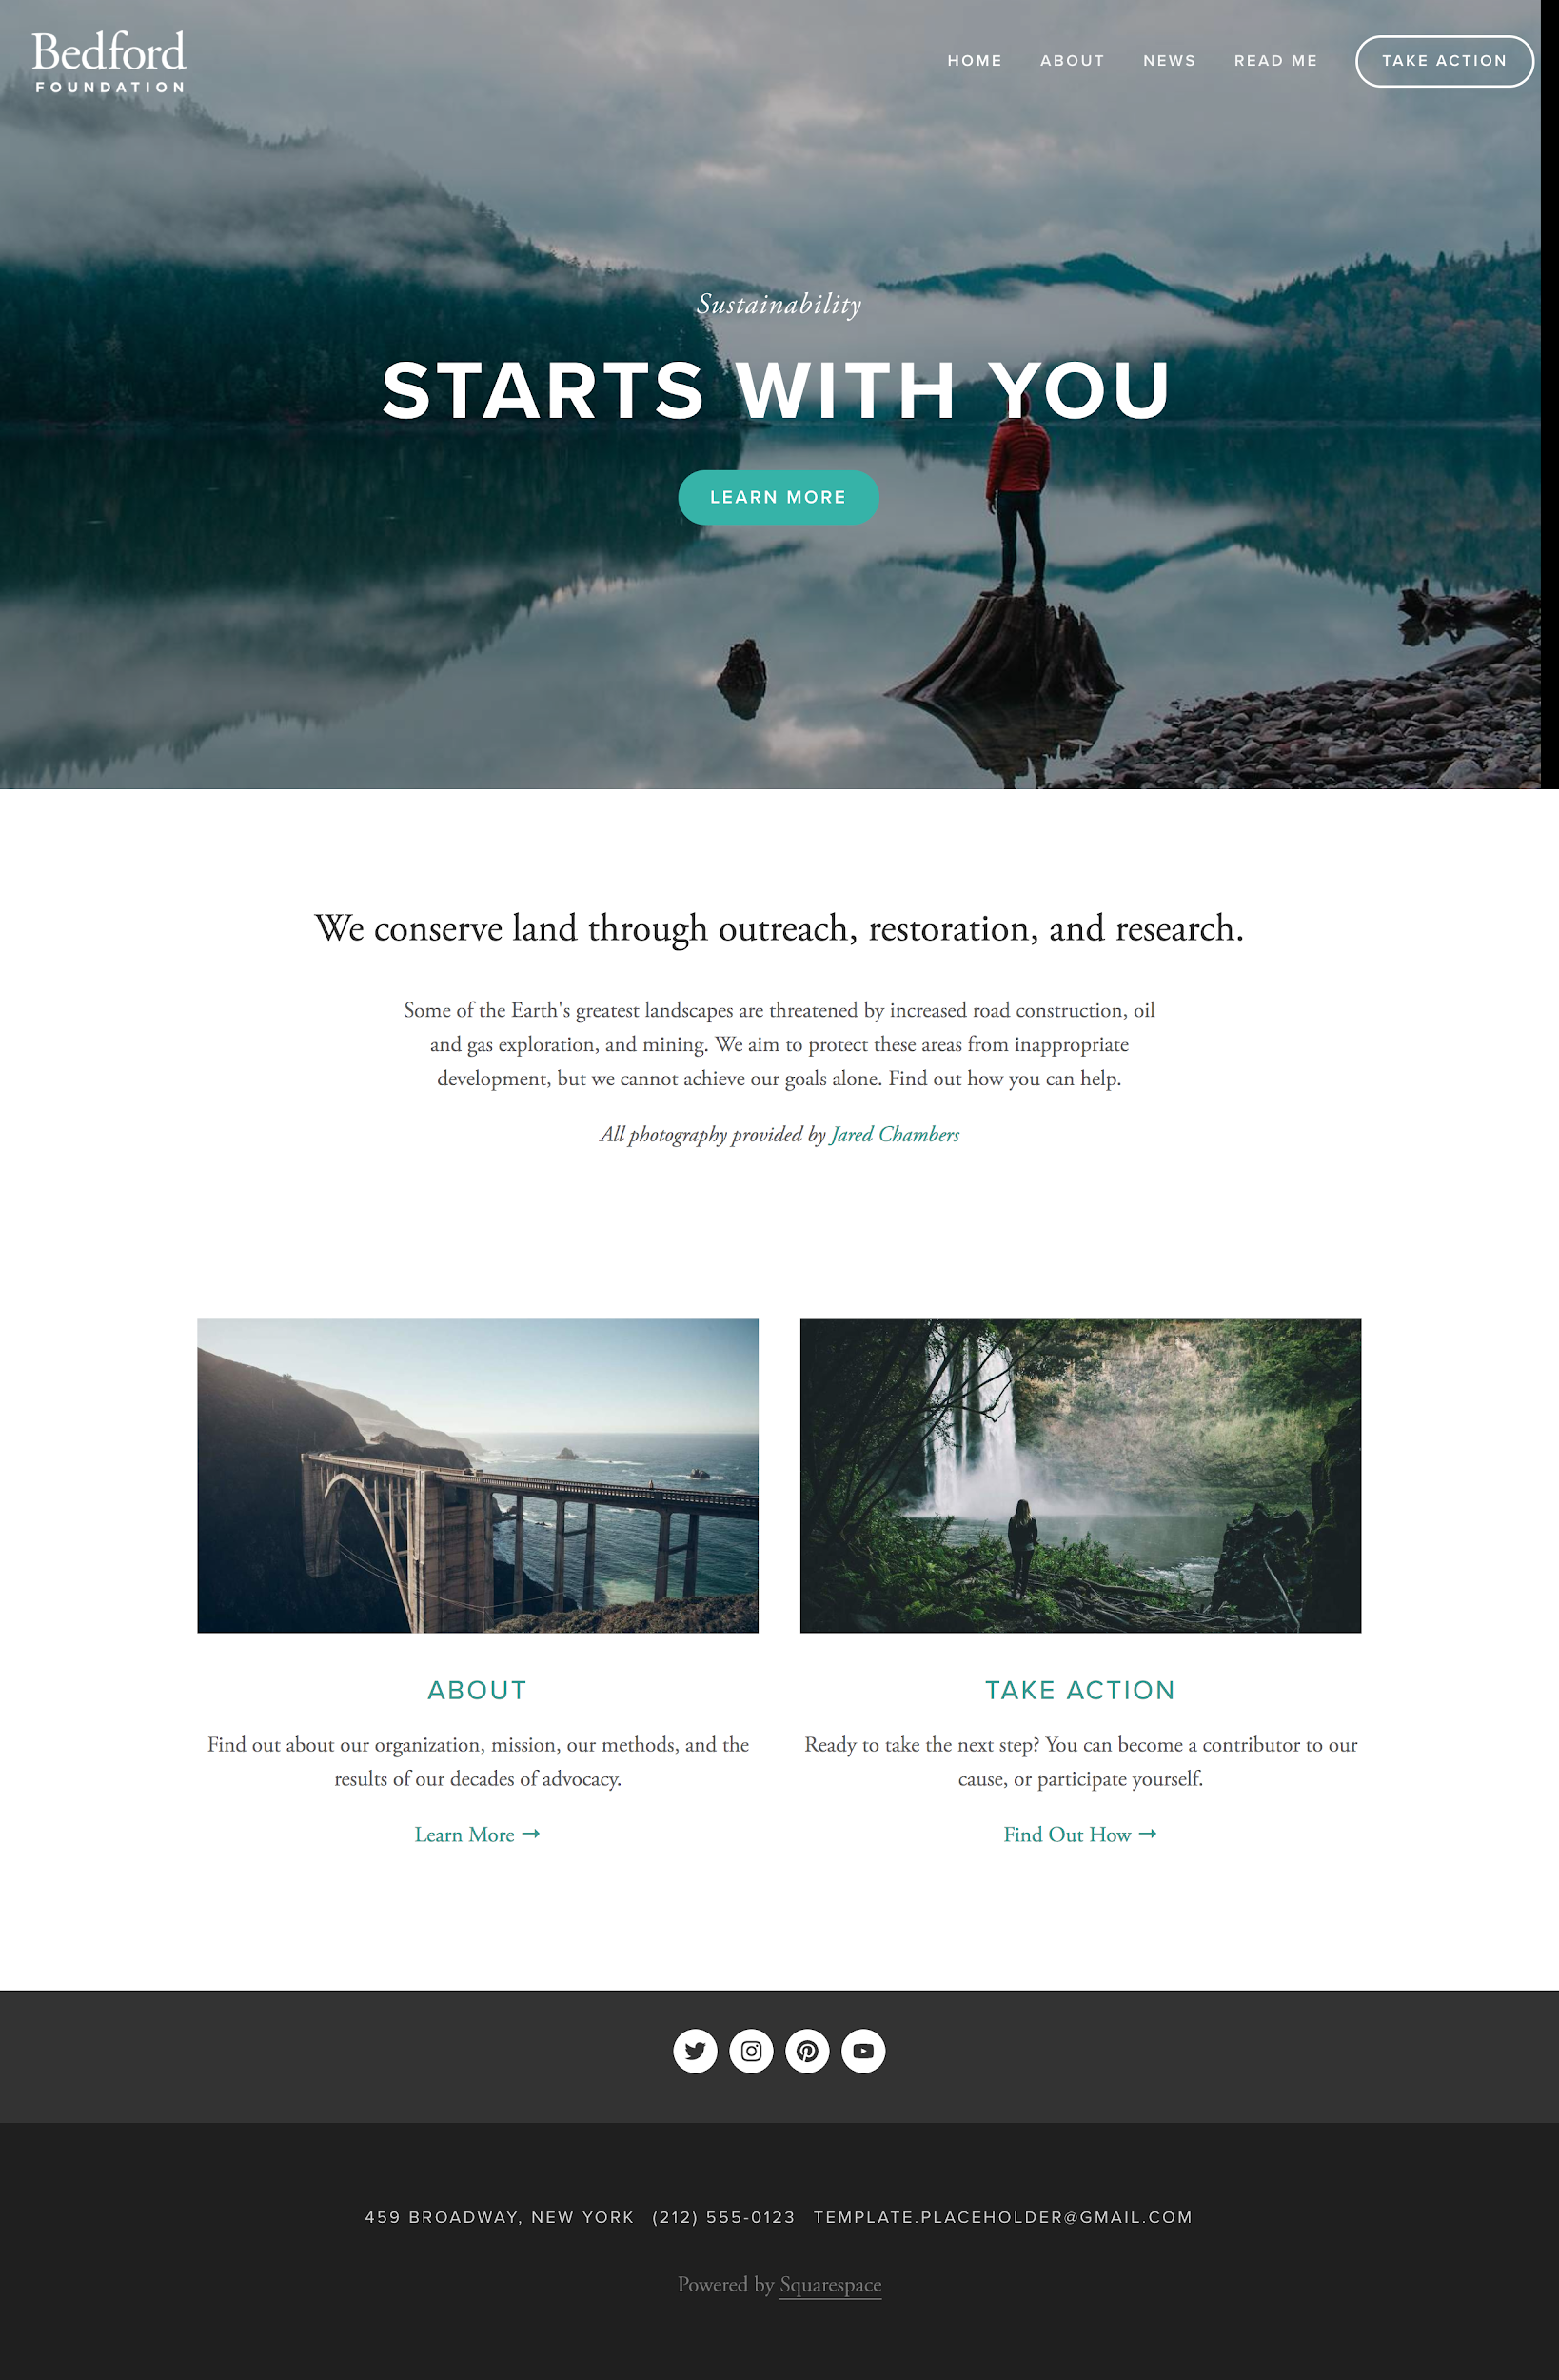 Bedford
FOUNDATION
HOME ABOUT NEWS READ ME TAKE ACTION
Sustainability
STARTS WITH YOU
LEARN MORE
We conserve land through outreach, restoration, and research.
Some of the Earth's greatest landscapes are threatened by increased road construction, oil
and gas exploration, and mining. We aim to protect these areas from inappropriate
development, but we cannot achieve our goals alone. Find out how you can help.
All photography provided by Jared Chambers
ABOUT
Find out about our organization, mission, our methods, and the
results of our decades of advocacy.
Learn More →
TAKE ACTION
Ready to take the next step? You can become a contributor to our
cause, or participate yourself.
Find Out How →
459 BROADWAY, NEW YORK (212) 555-0123 TEMPLATE.PLACEHOLDER@GMAIL.COM
Powered by Squarespace